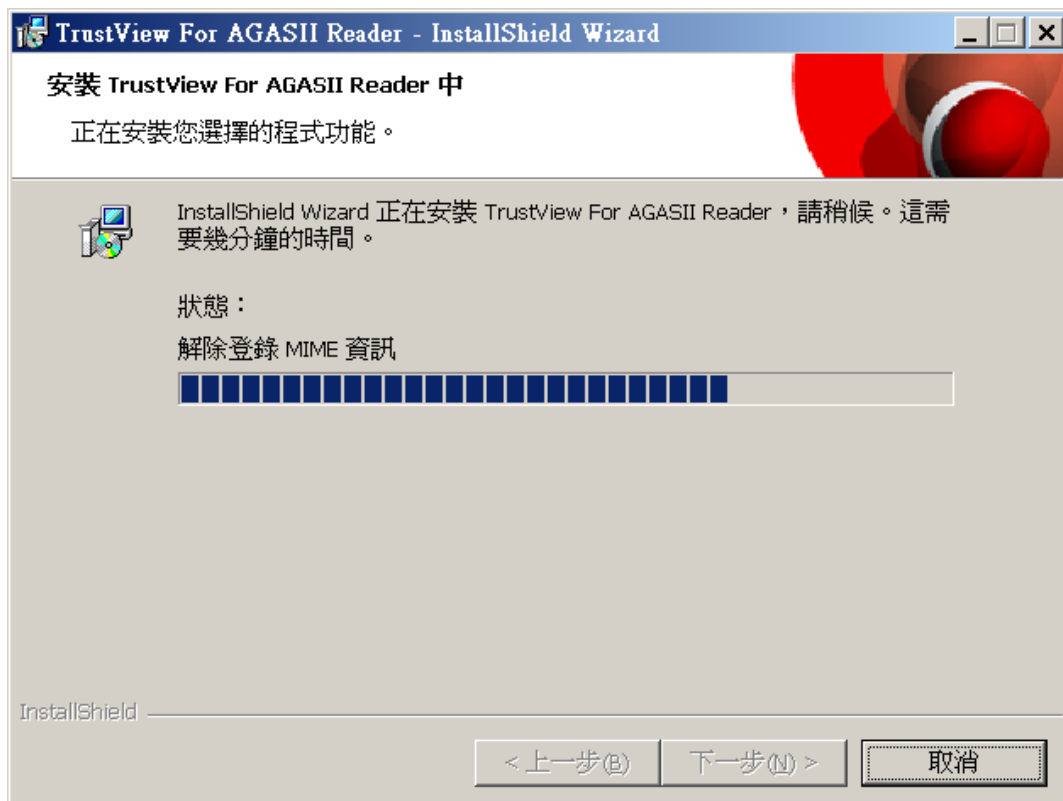 TrustView For AGASII Reader - InstallShield Wizard
安裝 TrustView For AGASII Reader 中
正在安裝您選擇的程式功能。
InstallShield Wizard 正在安裝 TrustView For AGASII Reader，請稍候。這需
要幾分鐘的時間。
狀態：
解除登錄 MIME 資訊
InstallShield
< 上一步(B) 下一步(N) > 取消